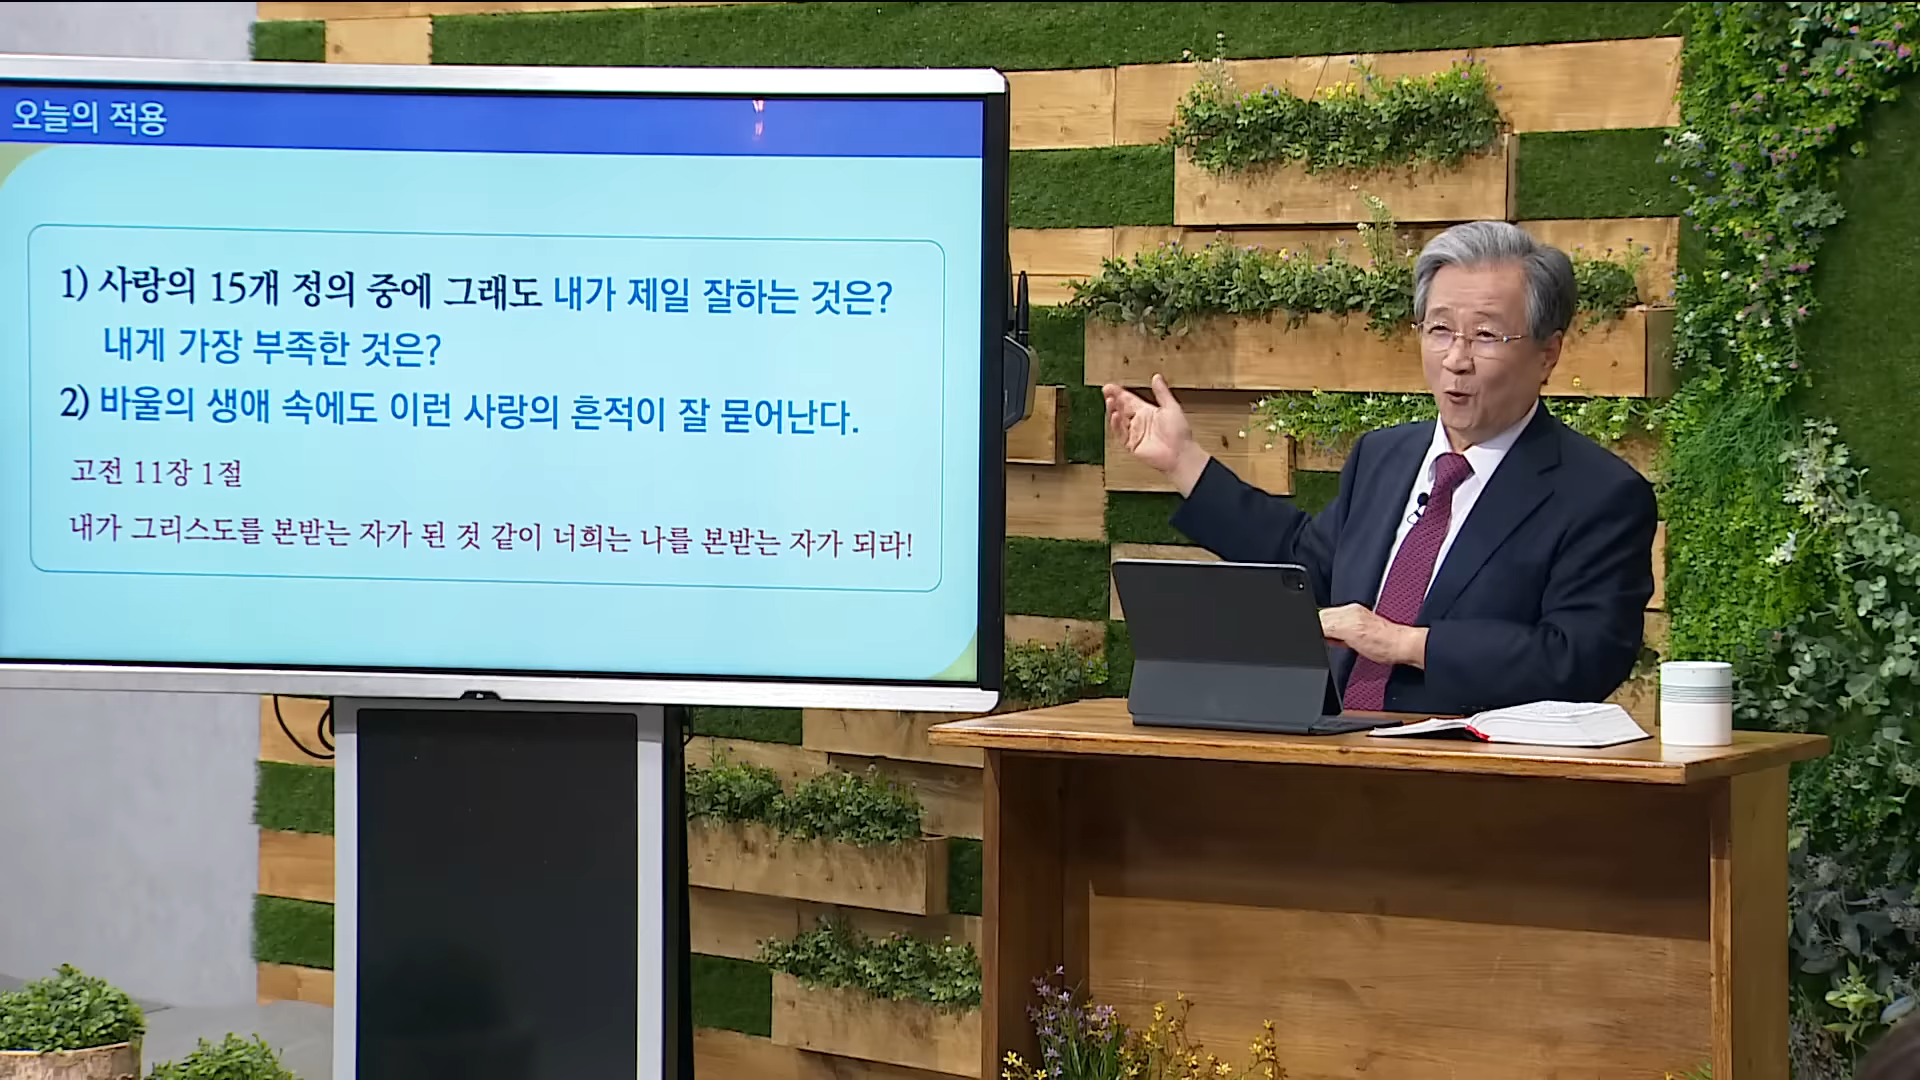 오늘의 적용
1) 사랑의 15개 정의 중에 그래도 내가 제일 잘하는 것은?
내게 가장 부족한 것은?
2) 바울의 생애 속에도 이런 사랑의 흔적이 잘 묻어난다.
고전 11장 1절
내가 그리스도를 본받는 자가 된 것 같이 너희는 나를 본받는 자가 되라!